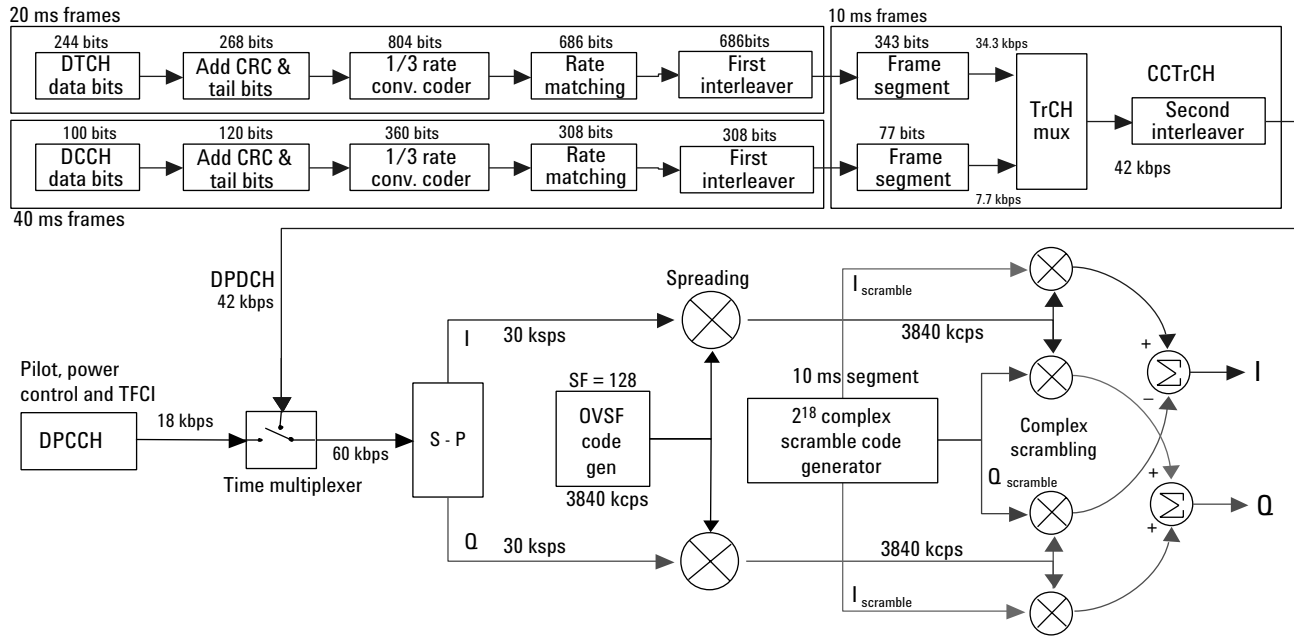 20 ms frames
10 ms frames
244 bits
268 bits
804 bits
686 bits
686bits
343 bits
34.3 kbps
DTCH
data bits
Add CRC &
tail bits
1/3 rate
conv. coder
Rate
matching
First
interleaver
Frame
segment
TrCH
mux
CCTrCH
Second
interleaver
42 kbps
100 bits
120 bits
360 bits
308 bits
308 bits
77 bits
DCCH
data bits
Add CRC &
tail bits
1/3 rate
conv. coder
Rate
matching
First
interleaver
Frame
segment
7.7 kbps
40 ms frames
DPDCH
42 kbps
Spreading
I scramble
I
30 ksps
3840 kcps
Pilot, power
control and TFCI
DPCCH
18 kbps
Time multiplexer
60 kbps
S - P
SF = 128
OVSF
code
gen
3840 kcps
10 ms segment
2¹⁸ complex
scramble code
generator
Complex
scrambling
Q scramble
+
Σ
−
I
+
Σ
+
Q
Q
30 ksps
3840 kcps
I scramble